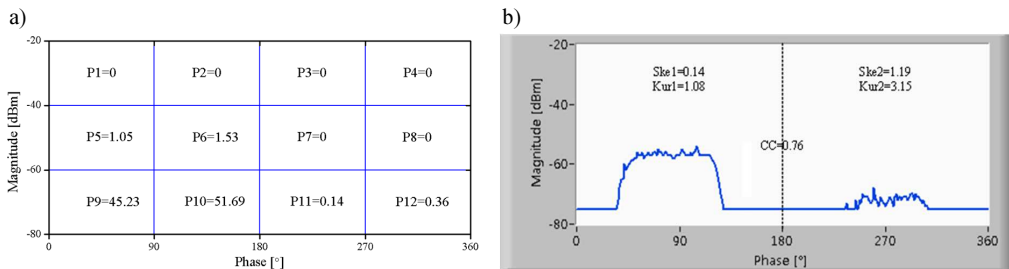 a)
-20
P1=0 P2=0 P3=0 P4=0
-40
P5=1.05 P6=1.53 P7=0 P8=0
-60
P9=45.23 P10=51.69 P11=0.14 P12=0.36
-80
0 90 180 270 360
Magnitude [dBm]
Phase [°]
b)
-20
Ske1=0.14
Kur1=1.08
Ske2=1.19
Kur2=3.15
-40
CC=0.76
-60
-80
0 90 180 270 360
Magnitude [dBm]
Phase [°]